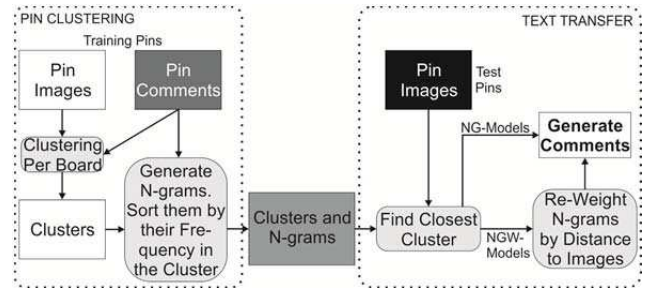 PIN CLUSTERING
Training Pins
Pin
Images
Pin
Comments
Clustering
Per Board
Clusters
Generate
N-grams.
Sort them by
their Fre-
quency in
the Cluster
Clusters and
N-grams
TEXT TRANSFER
Pin
Images
Test
Pins
NG-Models
Generate
Comments
Find Closest
Cluster
NGW-
Models
Re-Weight
N-grams
by Distance
to Images